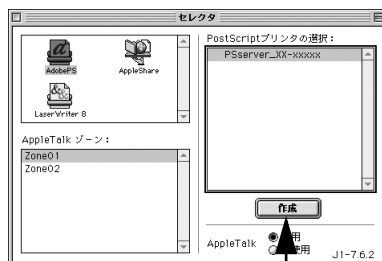 セレクタ
AdobePS
AppleShare
LaserWriter 8
AppleTalk ゾーン：
Zone01
Zone02
PostScriptプリンタの選択：
PSserver_XX-xxxxx
作成
AppleTalk
用
使用
J1-7.6.2